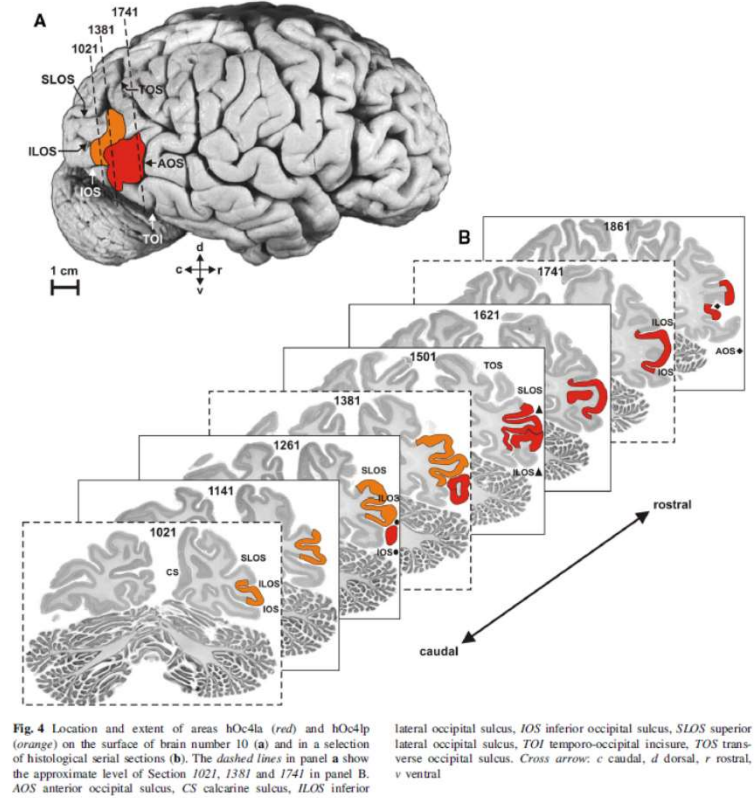 A
1741
1381
1021
SLOS
TOS
ILOS
AOS
IOS
TOI
d
c r
v
1 cm
B
1861
1741
ILOS
AOS
IOS
1621
1501
TOS
SLOS
ILOS
1381
1261
SLOS
ILOS
IOS
1141
1021
CS
SLOS
ILOS
IOS
rostral
caudal
Fig. 4 Location and extent of areas hOc4la (red) and hOc4lp
(orange) on the surface of brain number 10 (a) and in a selection
of histological serial sections (b). The dashed lines in panel a show
the approximate level of Section 1021, 1381 and 1741 in panel B.
AOS anterior occipital sulcus, CS calcarine sulcus, ILOS inferior
lateral occipital sulcus, IOS inferior occipital sulcus, SLOS superior
lateral occipital sulcus, TOI temporo-occipital incisure, TOS trans-
verse occipital sulcus. Cross arrow: c caudal, d dorsal, r rostral,
v ventral